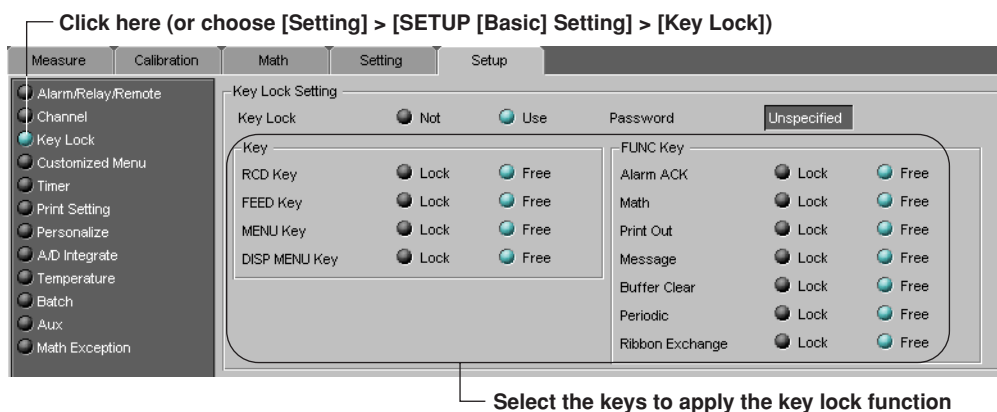 Click here (or choose [Setting] > [SETUP [Basic] Setting] > [Key Lock])
Measure Calibration Math Setting Setup
Alarm/Relay/Remote
Channel
Key Lock
Customized Menu
Timer
Print Setting
Personalize
A/D Integrate
Temperature
Batch
Aux
Math Exception
Key Lock Setting
Key Lock Not Use Password Unspecified
Key
RCD Key Lock Free
FEED Key Lock Free
MENU Key Lock Free
DISP MENU Key Lock Free
FUNC Key
Alarm ACK Lock Free
Math Lock Free
Print Out Lock Free
Message Lock Free
Buffer Clear Lock Free
Periodic Lock Free
Ribbon Exchange Lock Free
Select the keys to apply the key lock function